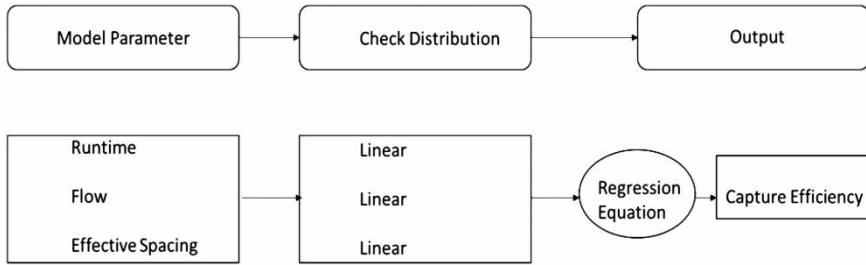 Model Parameter
Check Distribution
Output
Runtime
Flow
Effective Spacing
Linear
Linear
Linear
Regression
Equation
Capture Efficiency